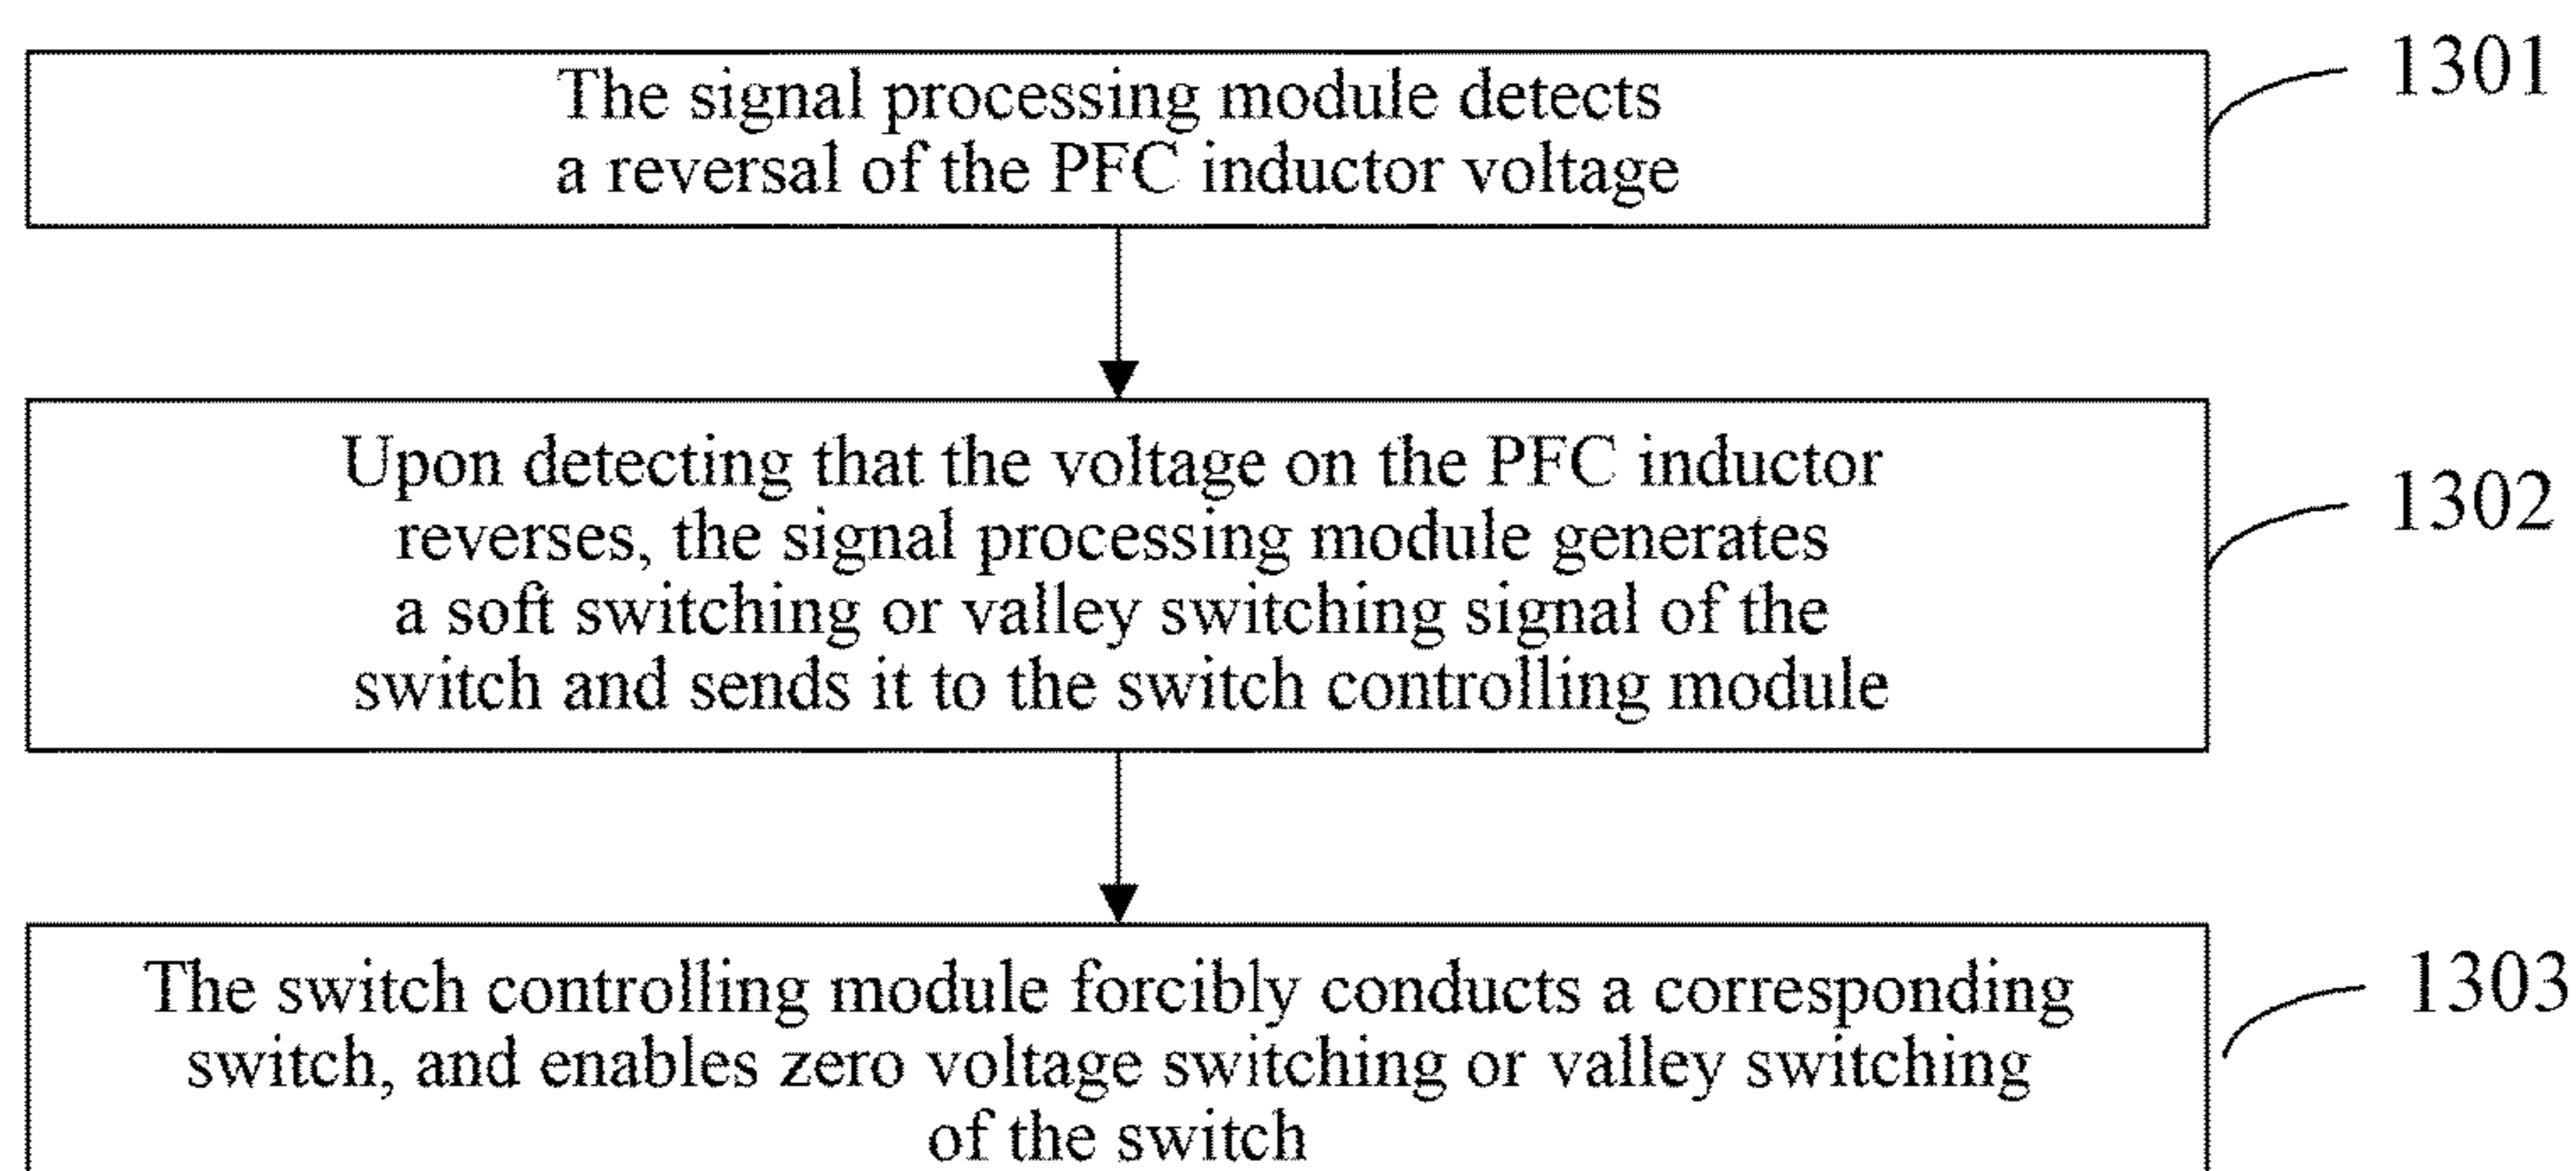 The signal processing module detects
a reversal of the PFC inductor voltage
1301
Upon detecting that the voltage on the PFC inductor
reverses, the signal processing module generates
a soft switching or valley switching signal of the
switch and sends it to the switch controlling module
1302
The switch controlling module forcibly conducts a corresponding
switch, and enables zero voltage switching or valley switching
of the switch
1303